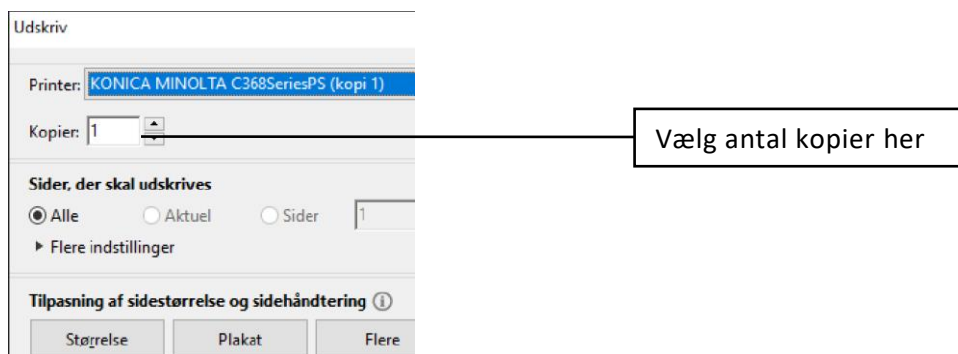 Udskriv
Printer: KONICA MINOLTA C368SeriesPS (kopi 1)
Kopier: 1
Vælg antal kopier her
Sider, der skal udskrives
Alle Aktuel Sider 1
Flere indstillinger
Tilpasning af sidestørrelse og sidehåndtering
Størrelse Plakat Flere